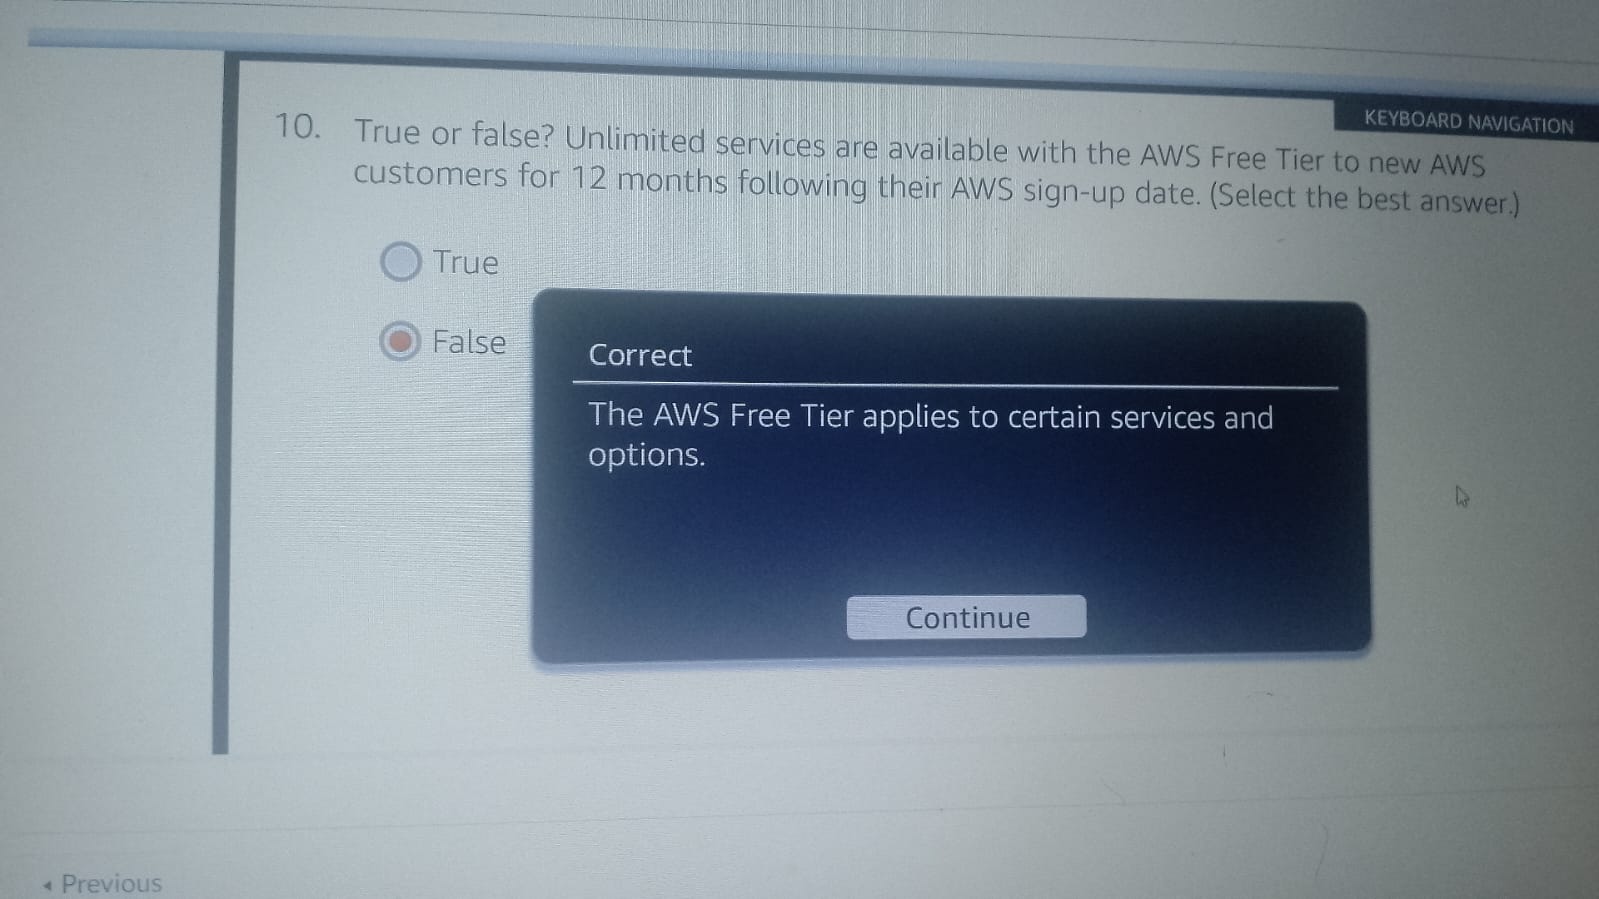 KEYBOARD NAVIGATION
10. True or false? Unlimited services are available with the AWS Free Tier to new AWS
customers for 12 months following their AWS sign-up date. (Select the best answer.)
True
False
Correct
The AWS Free Tier applies to certain services and
options.
Continue
◂ Previous